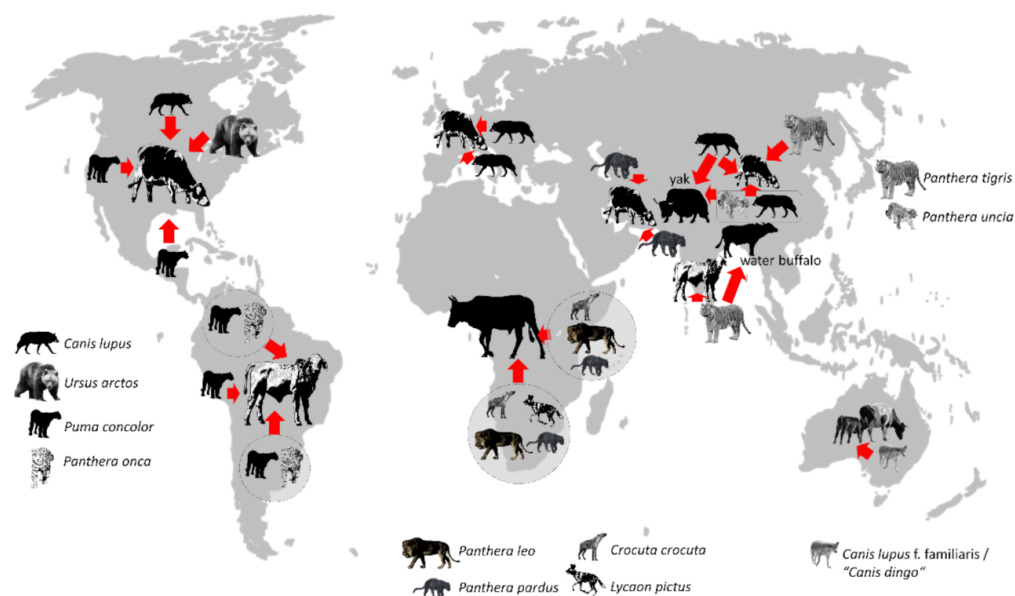 yak
Panthera tigris
Panthera uncia
water buffalo
Canis lupus
Ursus arctos
Puma concolor
Panthera onca
Panthera leo
Crocuta crocuta
Panthera pardus
Lycaon pictus
Canis lupus f. familiaris /
“Canis dingo“